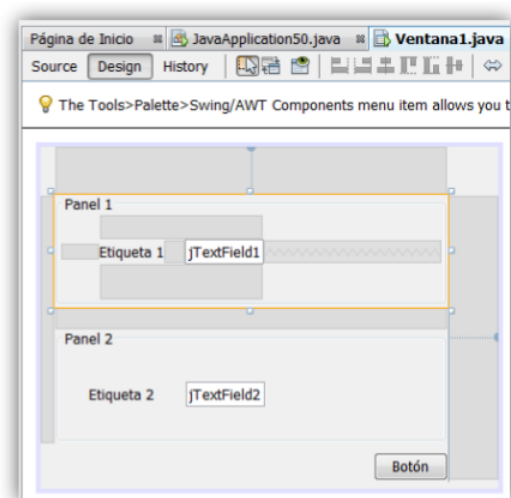 Página de Inicio JavaApplication50.java Ventana1.java
Source Design History
The Tools>Palette>Swing/AWT Components menu item allows you t
Panel 1
Etiqueta 1 jTextField1
Panel 2
Etiqueta 2 jTextField2
Botón